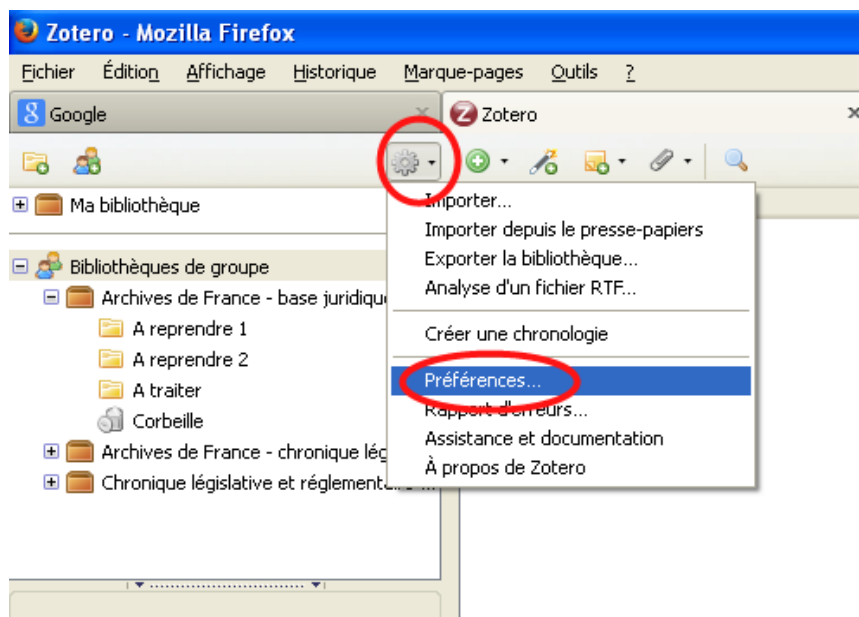 Zotero - Mozilla Firefox
Fichier Édition Affichage Historique Marque-pages Outils ?
Google
Zotero
Ma bibliothèque
Bibliothèques de groupe
Archives de France - base juridique
A reprendre 1
A reprendre 2
A traiter
Corbeille
Archives de France - chronique lég
Chronique législative et réglementaire ...
Importer...
Importer depuis le presse-papiers
Exporter la bibliothèque...
Analyse d'un fichier RTF...
Créer une chronologie
Préférences...
Rapport d'erreurs...
Assistance et documentation
À propos de Zotero